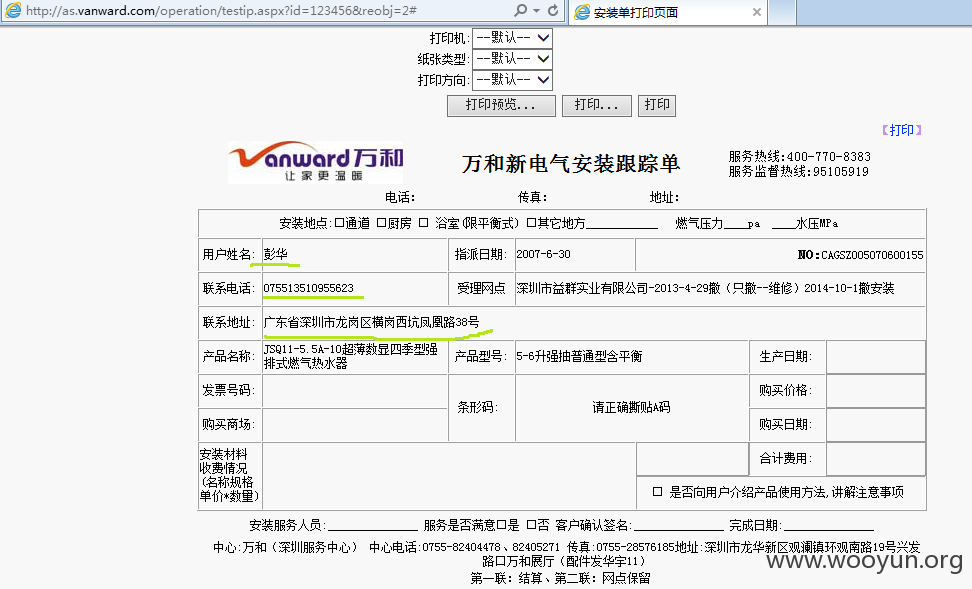 http://as.vanward.com/operation/testip.aspx?id=123456&reobj=2#
安装单打印页面
打印机: --默认--
纸张类型: --默认--
打印方向: --默认--
打印预览... 打印... 打印
【打印】
Vanward 万和
让家更温暖
万和新电气安装跟踪单
服务热线:400-770-8383
服务监督热线:95105919
电话: 传真: 地址:
安装地点:□通道 □厨房 □ 浴室(限平衡式) □其它地方__________ 燃气压力____pa ____水压MPa
用户姓名: 彭华 指派日期: 2007-6-30 NO:CAGSZ005070600155
联系电话: 075513510955623 受理网点 深圳市益群实业有限公司-2013-4-29撤（只撤--维修）2014-10-1撤安装
联系地址: 广东省深圳市龙岗区横岗西坑凤凰路38号
产品名称: JSQ11-5.5A-10超薄数显四季型强排式燃气热水器 产品型号: 5-6升强抽普通型含平衡 生产日期:
发票号码: 条形码: 请正确撕贴A码 购买价格:
购买商场: 购买日期:
安装材料
收费情况
(名称规格
单价*数量)
合计费用:
□ 是否向用户介绍产品使用方法,讲解注意事项
安装服务人员:_____________ 服务是否满意□是 □否 客户确认签名:_____________ 完成日期:_____________
中心:万和（深圳服务中心） 中心电话:0755-82404478、82405271 传真:0755-28576185地址:深圳市龙华新区观澜镇环观南路19号兴发
路口万和展厅（配件发华宇11）
第一联：结算、第二联：网点保留
www.wooyun.org